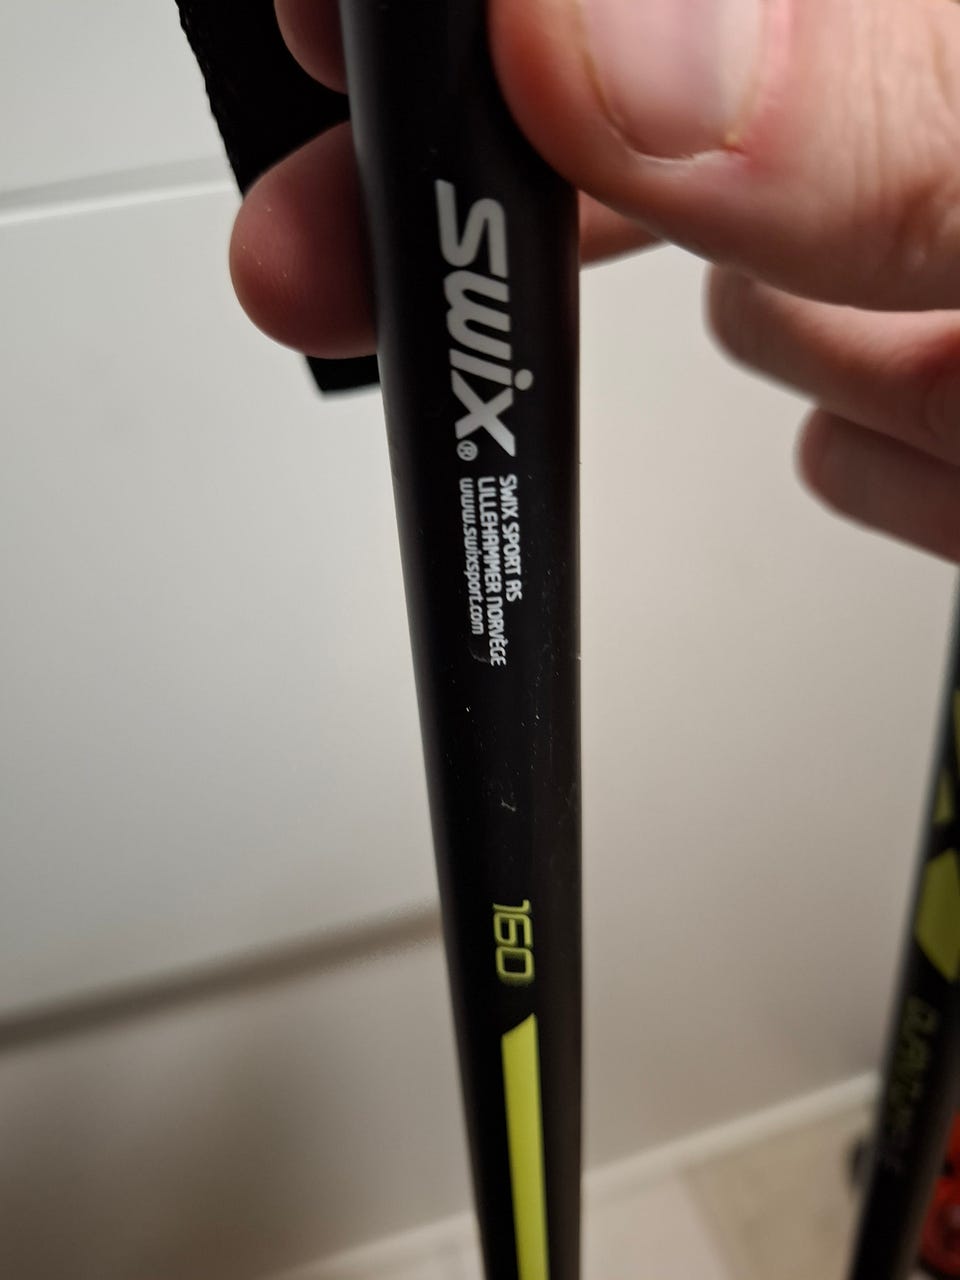 SWIX®
SWIX SPORT AS
LILLEHAMMER NORVÈGE
www.swixsport.com
160